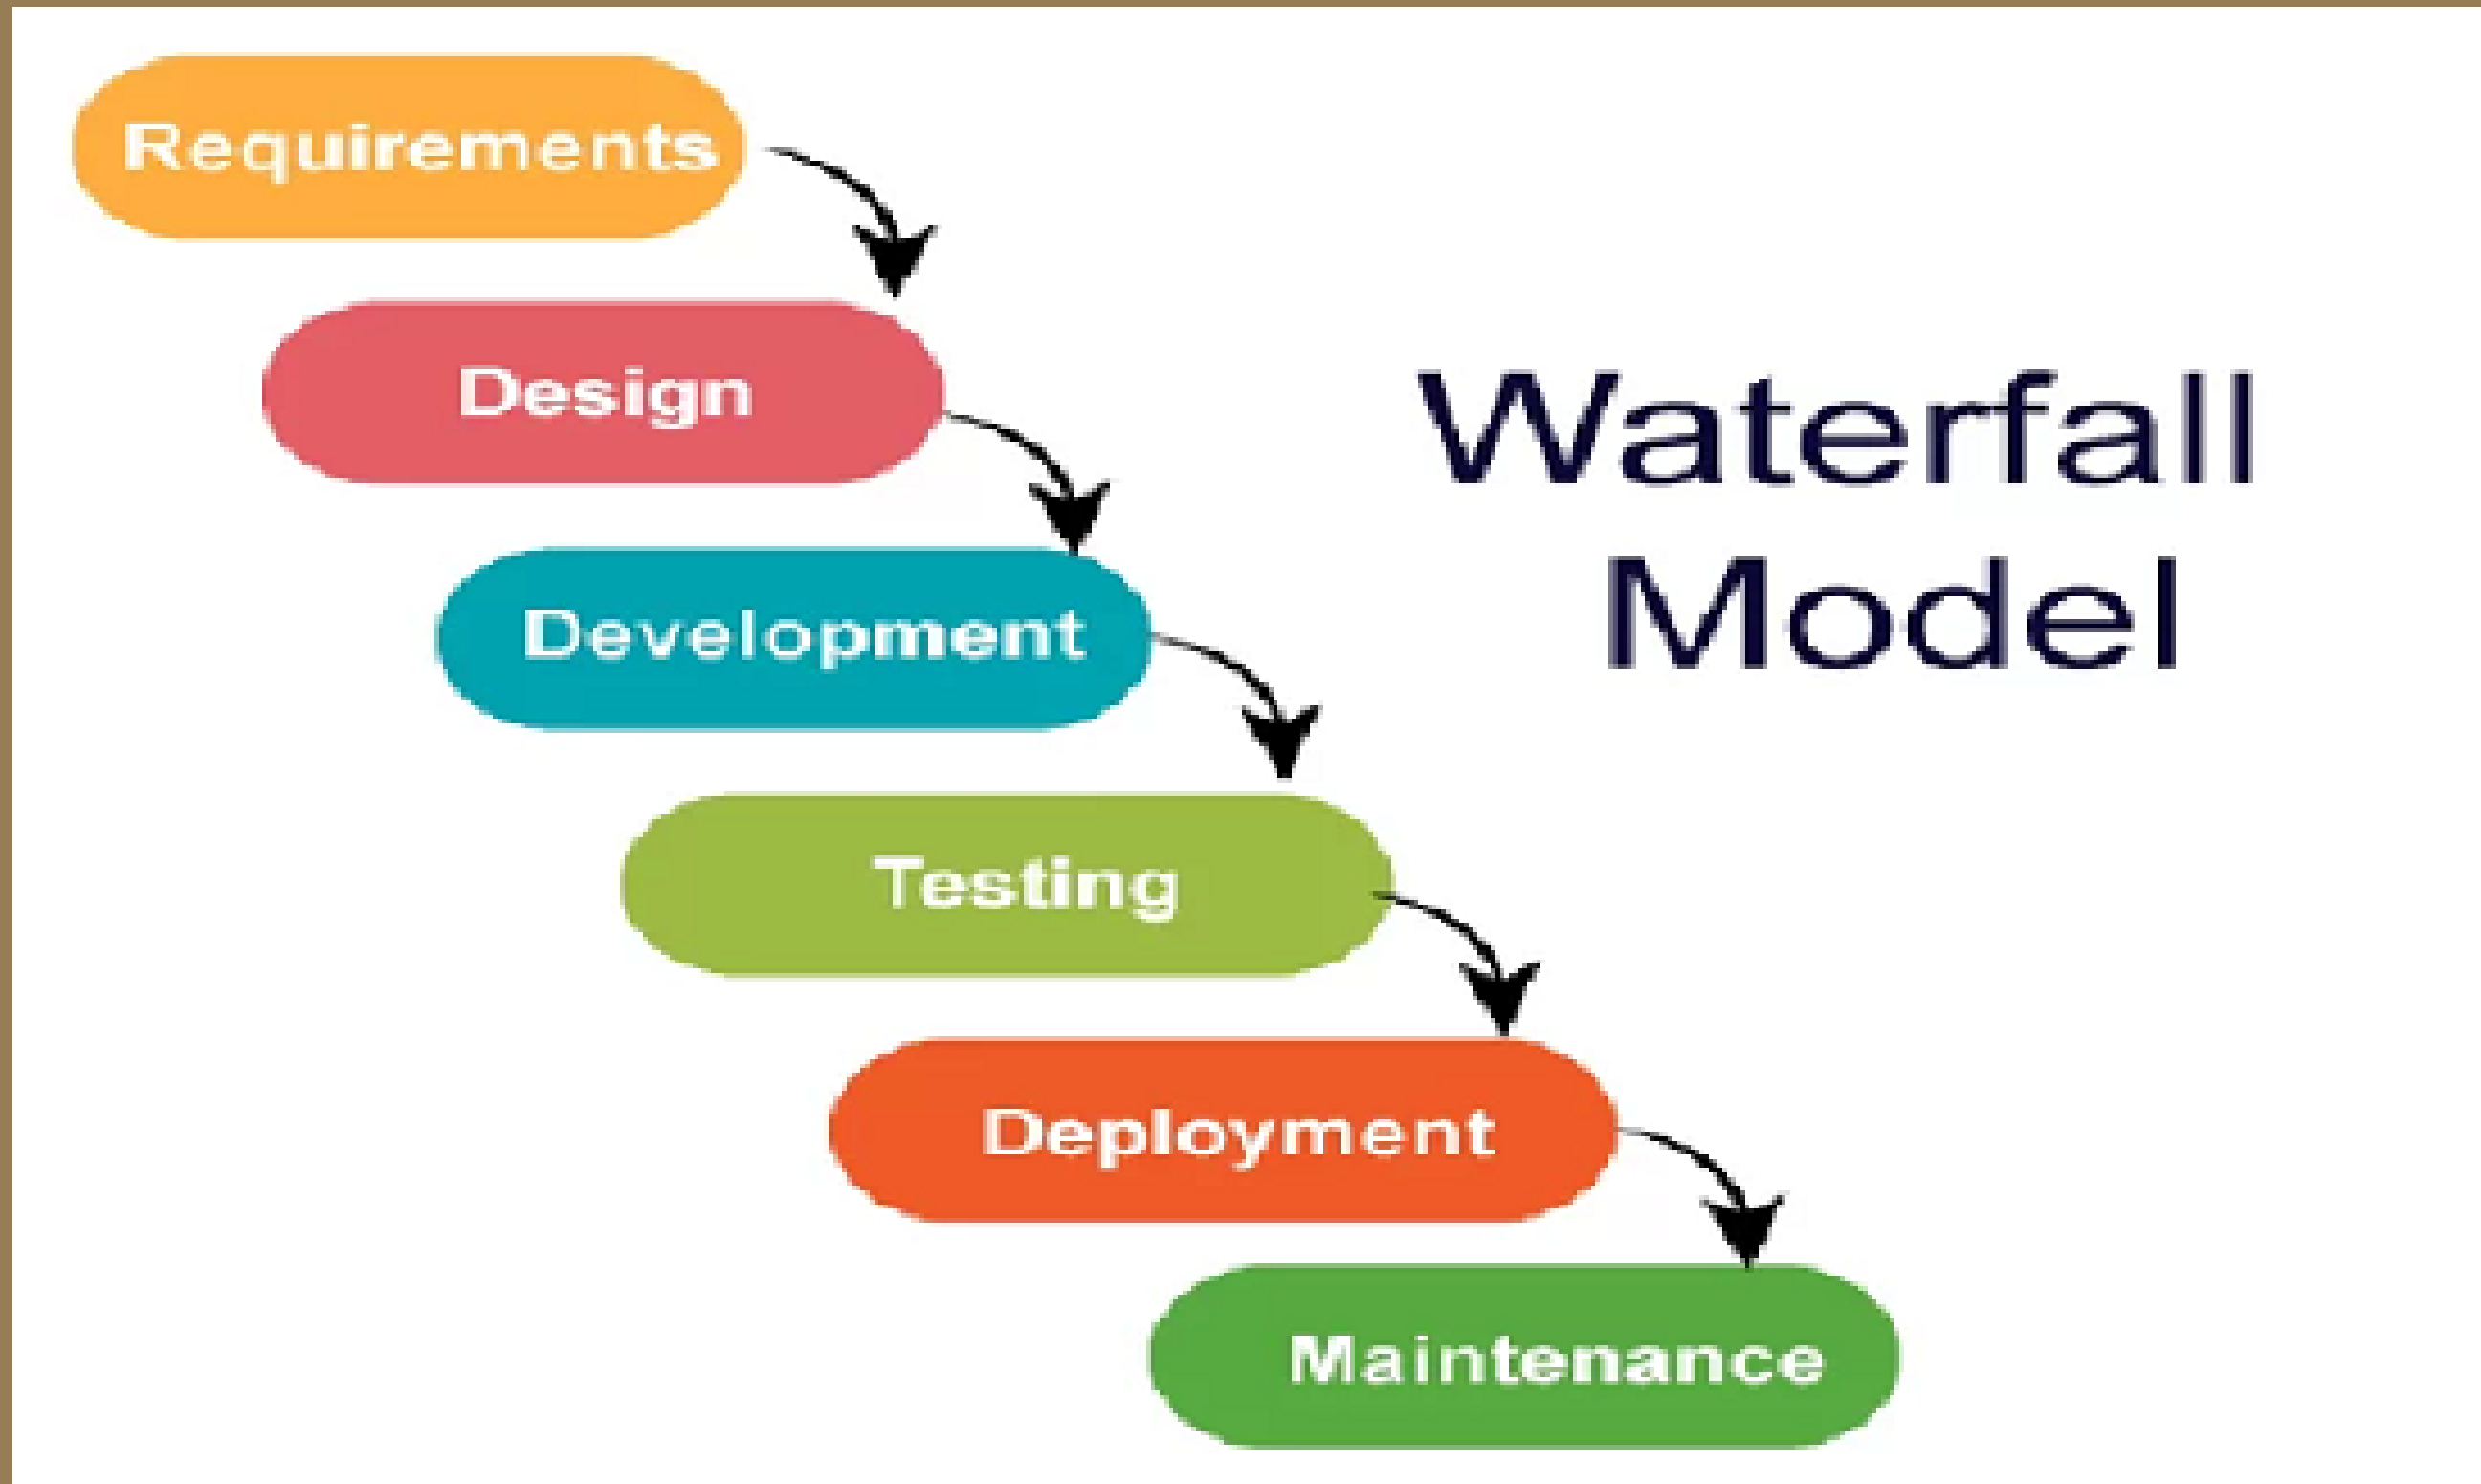 Requirements
Design
Waterfall
Model
Development
Testing
Deployment
Maintenance